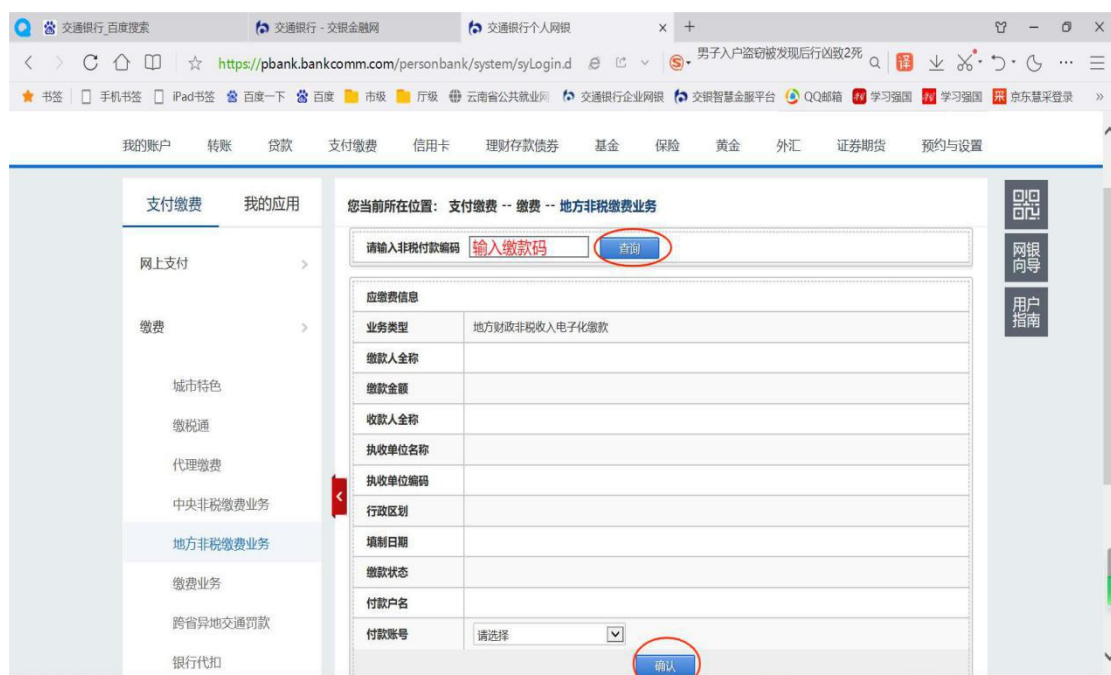 交通银行_百度搜索
交通银行 - 交银金融网
交通银行个人网银
https://pbank.bankcomm.com/personbank/system/syLogin.d
男子入户盗窃被发现后行凶致2死
译
书签
手机书签
iPad书签
百度一下
百度
市级
厅级
云南省公共就业网
交通银行企业网银
交银智慧金服平台
QQ邮箱
学习强国
学习强国
采 京东慧采登录
我的账户 转账 贷款 支付缴费 信用卡 理财存款债券 基金 保险 黄金 外汇 证券期货 预约与设置
支付缴费 我的应用
网上支付
缴费
城市特色
缴税通
代理缴费
中央非税缴费业务
地方非税缴费业务
缴费业务
跨省异地交通罚款
银行代扣
您当前所在位置： 支付缴费 -- 缴费 -- 地方非税缴费业务
请输入非税付款编码 输入缴款码 查询
应缴费信息
业务类型 地方财政非税收入电子化缴款
缴款人全称
缴款金额
收款人全称
执收单位名称
执收单位编码
行政区划
填制日期
缴款状态
付款户名
付款账号 请选择
确认
网银
向导
用户
指南